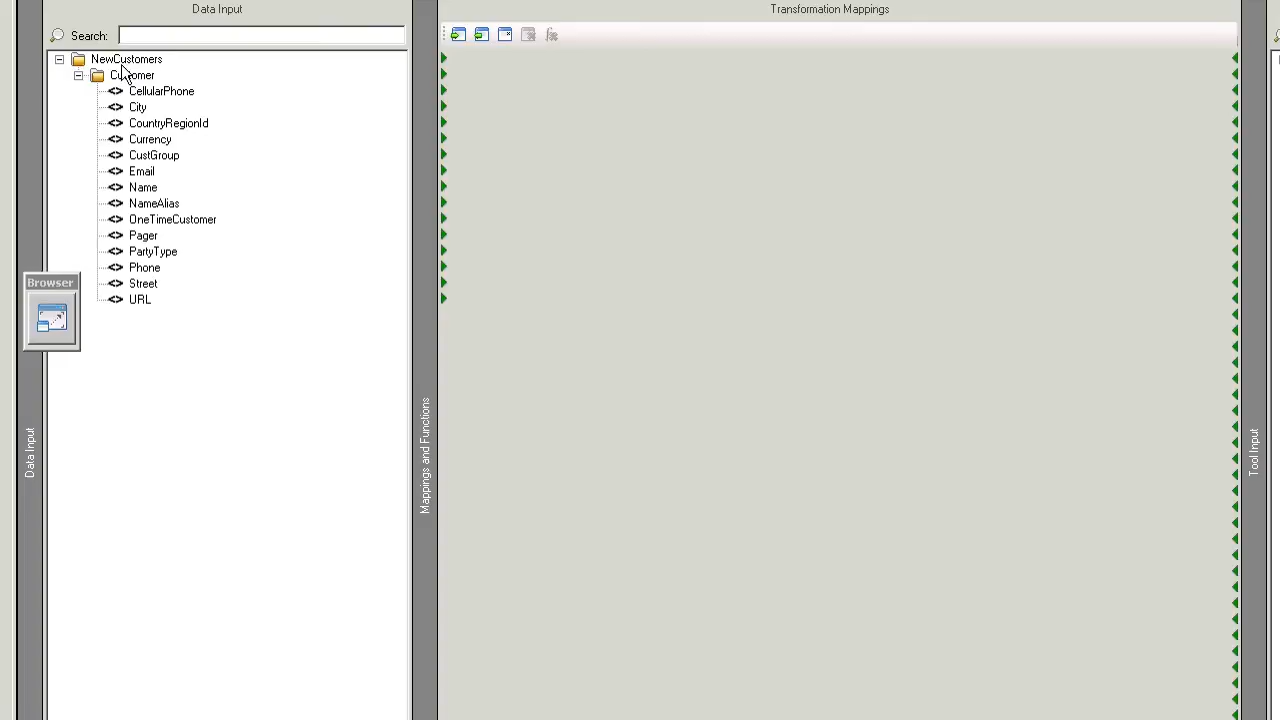 Data Input
Transformation Mappings
Search:
NewCustomers
Customer
CellularPhone
City
CountryRegionId
Currency
CustGroup
Email
Name
NameAlias
OneTimeCustomer
Pager
PartyType
Phone
Street
URL
Browser
Data Input
Mappings and Functions
Tool Input